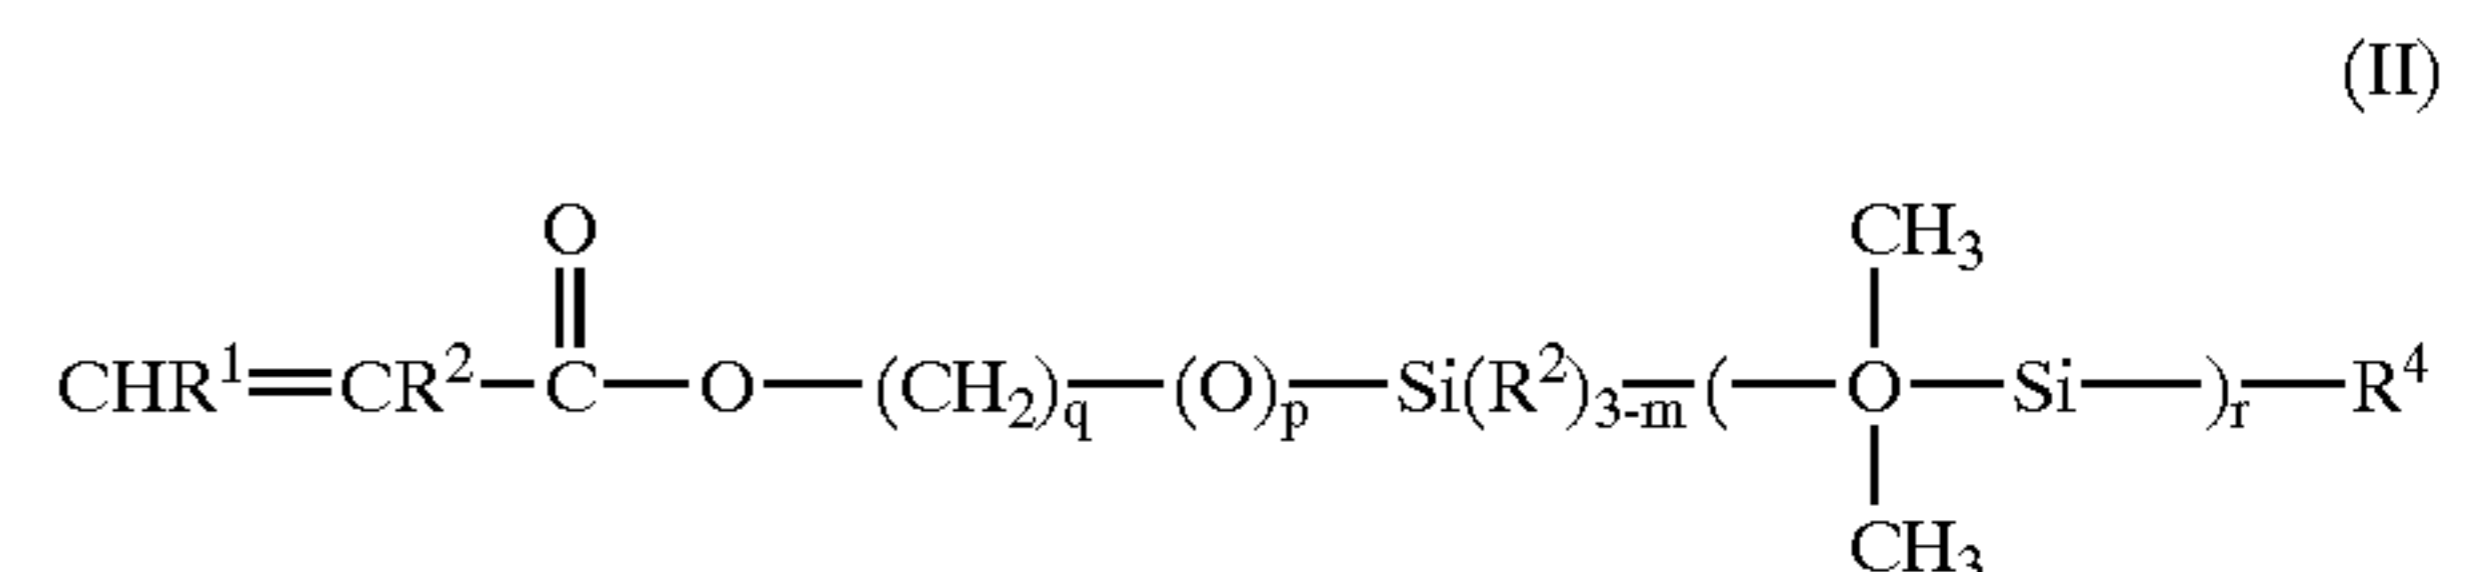 (II)
O CH₃
CHR¹=CR²—C—O—(CH₂)q—(O)p—Si(R²)₃₋ₘ—(—O—Si—)r—R⁴
CH₃